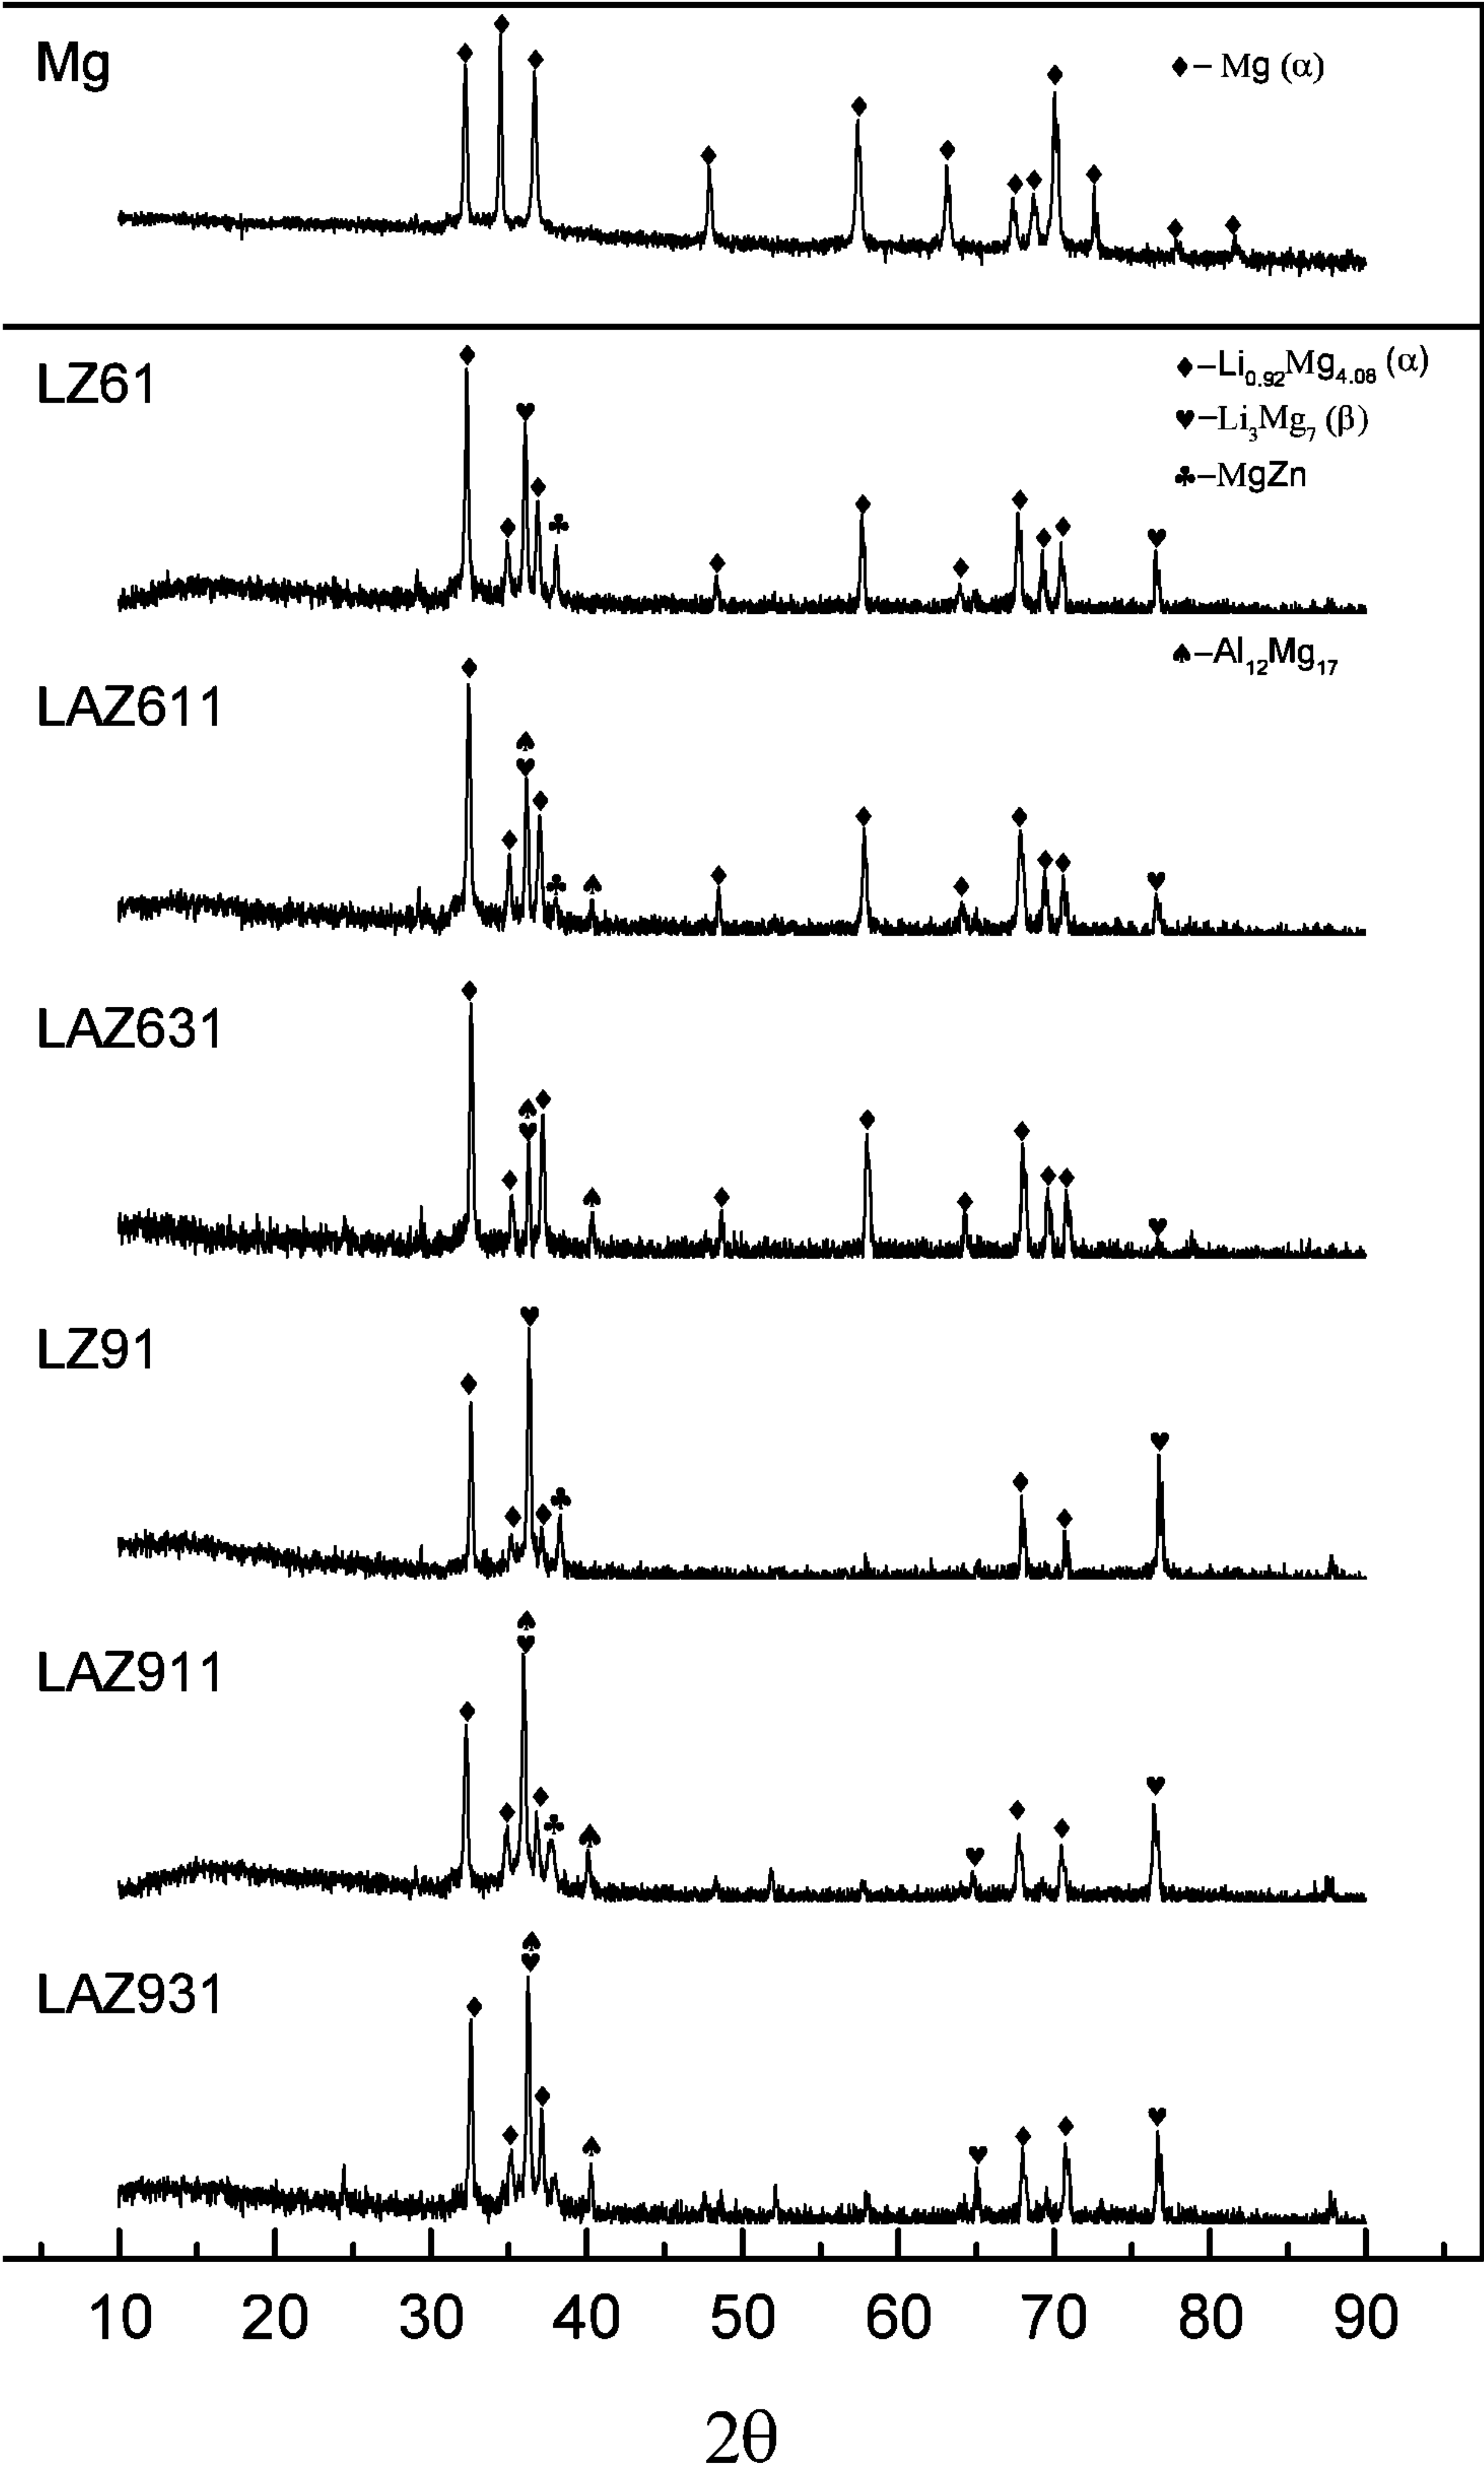 Mg
♦– Mg (α)
LZ61
♦–Li0.92Mg4.08 (α)
♥–Li3Mg7 (β)
♣–MgZn
♠–Al12Mg17
LAZ611
LAZ631
LZ91
LAZ911
LAZ931
10 20 30 40 50 60 70 80 90
2θ